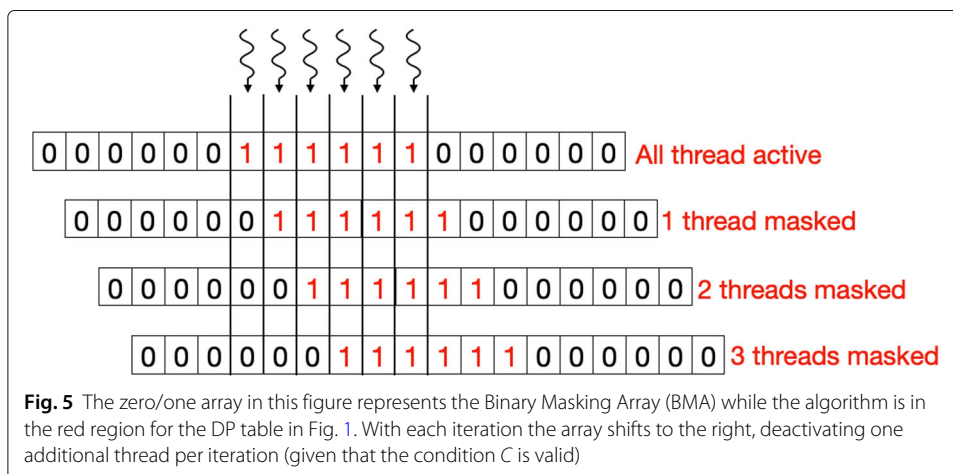 0 0 0 0 0 0 1 1 1 1 1 1 0 0 0 0 0 0 All thread active
0 0 0 0 0 0 1 1 1 1 1 1 0 0 0 0 0 0 1 thread masked
0 0 0 0 0 0 1 1 1 1 1 1 0 0 0 0 0 0 2 threads masked
0 0 0 0 0 0 1 1 1 1 1 1 0 0 0 0 0 0 3 threads masked
Fig. 5 The zero/one array in this figure represents the Binary Masking Array (BMA) while the algorithm is in
the red region for the DP table in Fig. 1. With each iteration the array shifts to the right, deactivating one
additional thread per iteration (given that the condition C is valid)